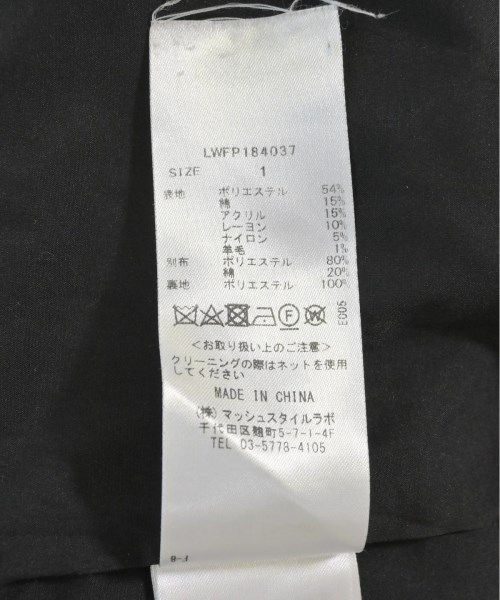 LWFP184037
SIZE 1
表地 ポリエステル 54%
綿 15%
アクリル 15%
レーヨン 10%
ナイロン 5%
羊毛 1%
別布 ポリエステル 80%
綿 20%
裏地 ポリエステル 100%
F W
E005
<お取り扱い上のご注意>
クリーニングの際はネットを使用
してください
MADE IN CHINA
(株) マッシュスタイルラボ
千代田区麹町5-7-1-4F
TEL 03-5778-4105
F-8